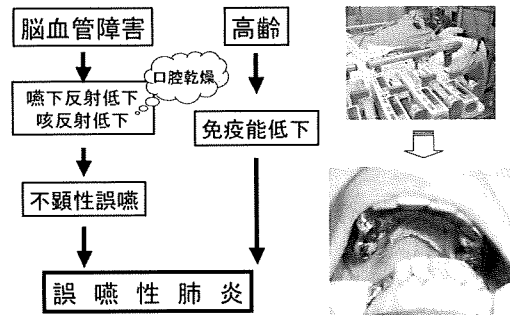 脳血管障害
高齢
口腔乾燥
嚥下反射低下
咳反射低下
免疫能低下
不顕性誤嚥
誤嚥性肺炎